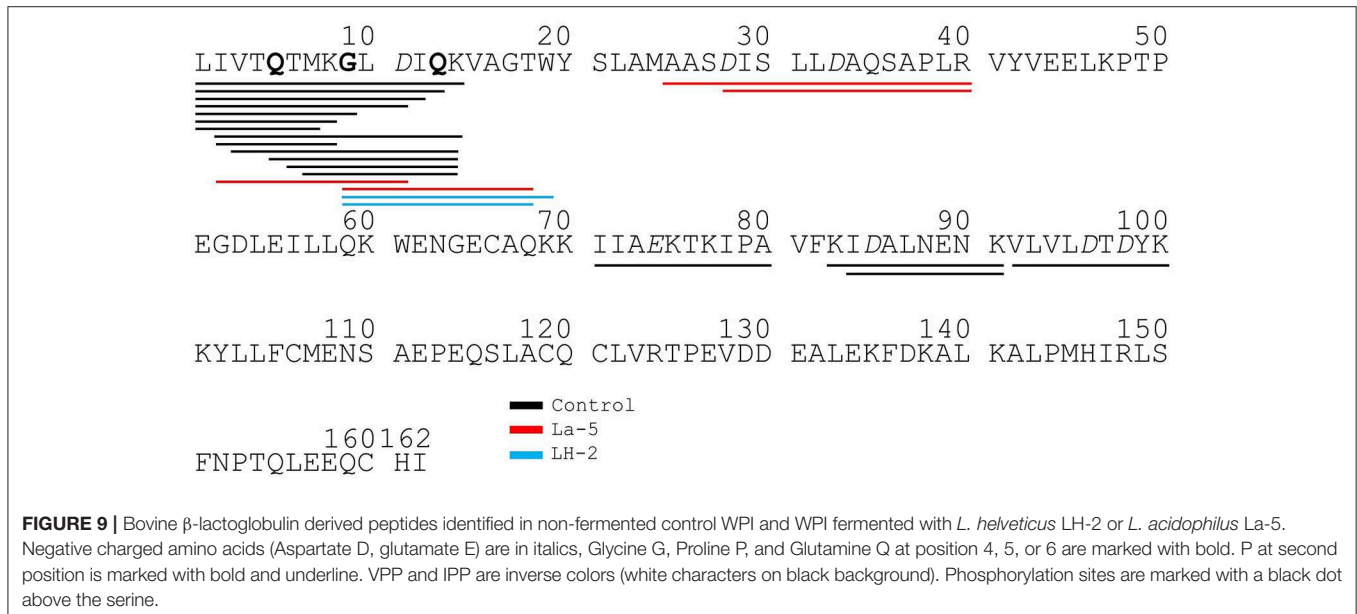 10 20 30 40 50
LIVTQTMKGL DIQKVAGTWY SLAMAASDIS LLDAQSAPLR VYVEELKPTP
60 70 80 90 100
EGDLEILLQK WENGECAQKK IIAEKTKIPA VFKIDALNEN KVLVLDTDYK
110 120 130 140 150
KYLLFCMENS AEPEQSLACQ CLVRTPEVDD EALEKFDKAL KALPMHIRLS
160 162
FNPTQLEEQC HI
Control
La-5
LH-2
FIGURE 9 | Bovine β-lactoglobulin derived peptides identified in non-fermented control WPI and WPI fermented with L. helveticus LH-2 or L. acidophilus La-5.
Negative charged amino acids (Aspartate D, glutamate E) are in italics, Glycine G, Proline P, and Glutamine Q at position 4, 5, or 6 are marked with bold. P at second
position is marked with bold and underline. VPP and IPP are inverse colors (white characters on black background). Phosphorylation sites are marked with a black dot
above the serine.